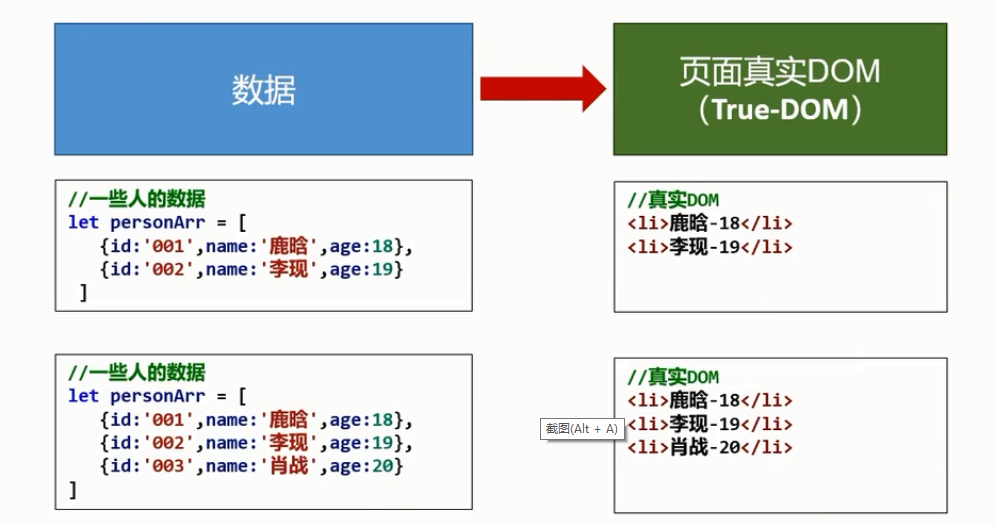 数据
页面真实DOM
（True-DOM）
//一些人的数据
let personArr = [
{id:'001',name:'鹿晗',age:18},
{id:'002',name:'李现',age:19}
]
//真实DOM
<li>鹿晗-18</li>
<li>李现-19</li>
//一些人的数据
let personArr = [
{id:'001',name:'鹿晗',age:18},
{id:'002',name:'李现',age:19},
{id:'003',name:'肖战',age:20}
]
截图(Alt + A)
//真实DOM
<li>鹿晗-18</li>
<li>李现-19</li>
<li>肖战-20</li>